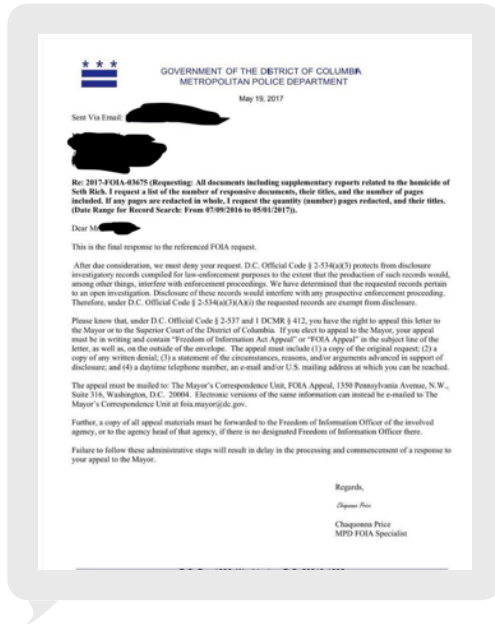 GOVERNMENT OF THE DISTRICT OF COLUMBIA
METROPOLITAN POLICE DEPARTMENT
May 19, 2017
Sent Via Email:
Re: 2017-FOIA-03675 (Requesting: All documents including supplementary reports related to the homicide of
Seth Rich. I request a list of the number of responsive documents, their titles, and the number of pages
included. If any pages are redacted in whole, I request the quantity (number) pages redacted, and their titles.
(Date Range for Record Search: From 07/09/2016 to 05/01/2017)).
Dear Mr
This is the final response to the referenced FOIA request.
After due consideration, we must deny your request. D.C. Official Code § 2-534(a)(3) protects from disclosure
investigatory records compiled for law-enforcement purposes to the extent that the production of such records would,
among other things, interfere with enforcement proceedings. We have determined that the requested records pertain
to an open investigation. Disclosure of these records would interfere with any prospective enforcement proceeding.
Therefore, under D.C. Official Code § 2-534(a)(3)(A)(i) the requested records are exempt from disclosure.
Please know that, under D.C. Official Code § 2-537 and 1 DCMR § 412, you have the right to appeal this letter to
the Mayor or to the Superior Court of the District of Columbia. If you elect to appeal to the Mayor, your appeal
must be in writing and contain “Freedom of Information Act Appeal” or “FOIA Appeal” in the subject line of the
letter, as well as, on the outside of the envelope. The appeal must include (1) a copy of the original request; (2) a
copy of any written denial; (3) a statement of the circumstances, reasons, and/or arguments advanced in support of
disclosure; and (4) a daytime telephone number, an e-mail and/or U.S. mailing address at which you can be reached.
The appeal must be mailed to: The Mayor’s Correspondence Unit, FOIA Appeal, 1350 Pennsylvania Avenue, N.W.,
Suite 316, Washington, D.C. 20004. Electronic versions of the same information can instead be e-mailed to The
Mayor’s Correspondence Unit at foia.mayor@dc.gov.
Further, a copy of all appeal materials must be forwarded to the Freedom of Information Officer of the involved
agency, or to the agency head of that agency, if there is no designated Freedom of Information Officer there.
Failure to follow these administrative steps will result in delay in the processing and commencement of a response to
your appeal to the Mayor.
Regards,
Chaquonna Price
Chaquonna Price
MPD FOIA Specialist